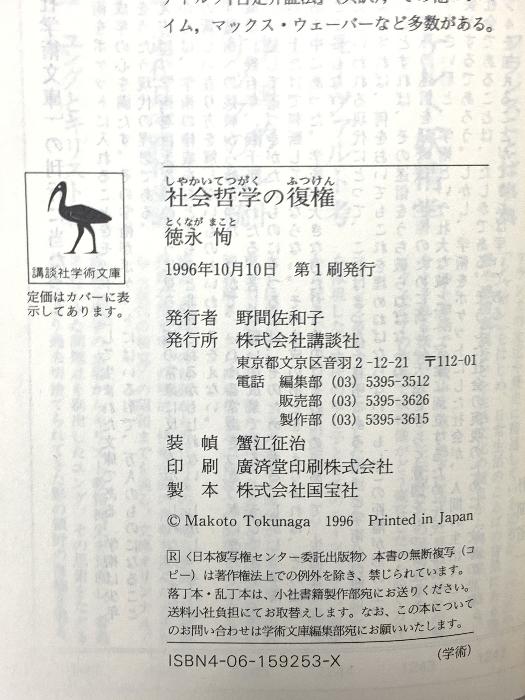 イム，マックス・ウェーバーなど多数がある。
しやかいてつがく　ふつけん
社会哲学の復権
とくなが まこと
徳永 恂
1996年10月10日　第１刷発行
講談社学術文庫
定価はカバーに表
示してあります。
発行者　野間佐和子
発行所　株式会社講談社
東京都文京区音羽 2 -12-21　〒112-01
電話　編集部（03）5395-3512
販売部（03）5395-3626
製作部（03）5395-3615
装　幀　蟹江征治
印　刷　廣済堂印刷株式会社
製　本　株式会社国宝社
© Makoto Tokunaga　1996　Printed in Japan
Ⓡ〈日本複写権センター委託出版物〉本書の無断複写（コ
ピー）は著作権法上での例外を除き、禁じられています。
落丁本・乱丁本は、小社書籍製作部宛にお送りください。
送料小社負担にてお取替えします。なお、この本について
のお問い合わせは学術文庫編集部宛にお願いいたします。
ISBN4-06-159253-X
（学術）